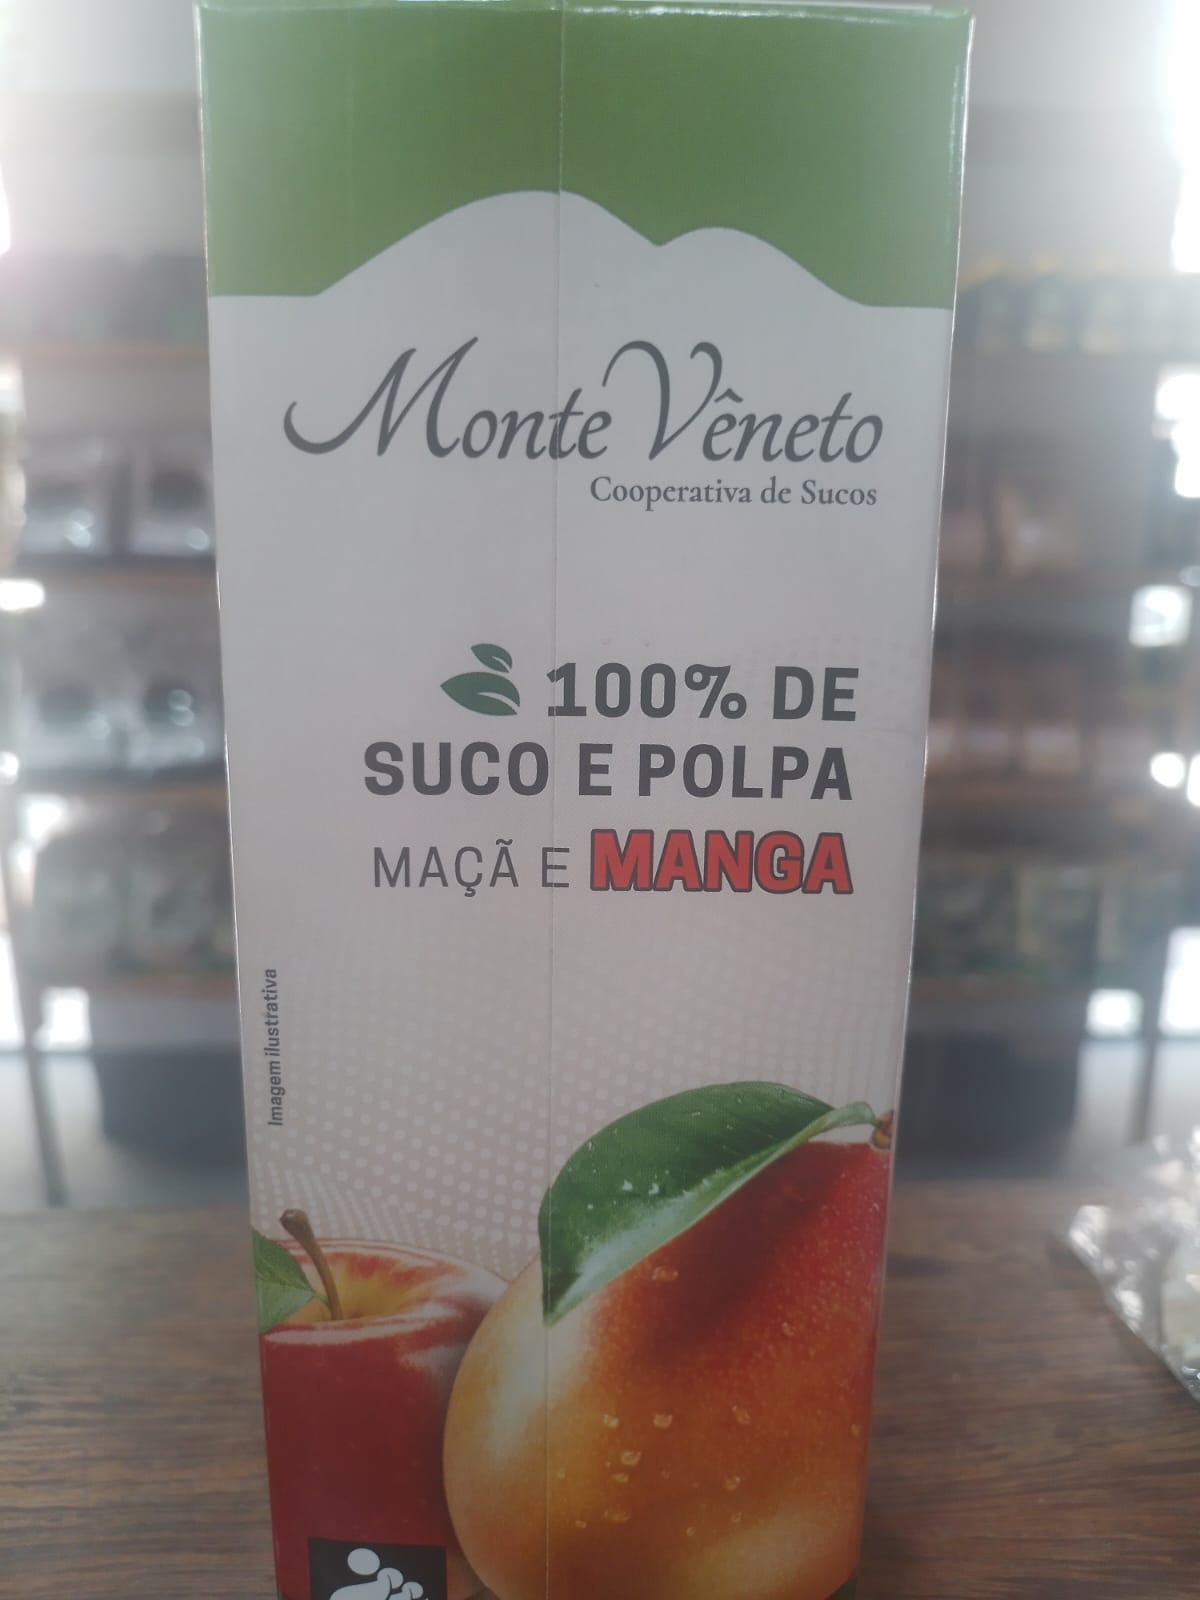 Monte Vêneto
Cooperativa de Sucos
100% DE
SUCO E POLPA
MAÇÃ E MANGA
Imagem ilustrativa